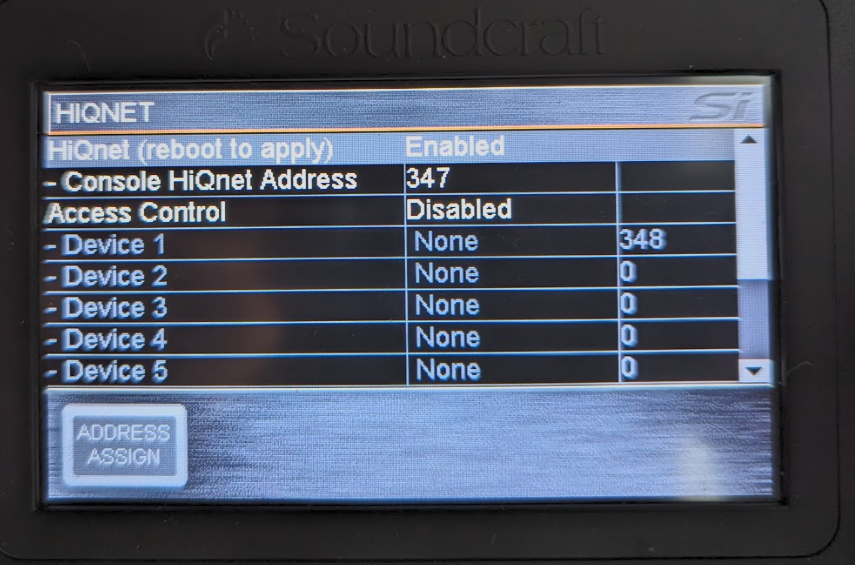 Soundcraft
HiQNET Si
HiQnet (reboot to apply) Enabled
- Console HiQnet Address 347
Access Control Disabled
- Device 1 None 348
- Device 2 None 0
- Device 3 None 0
- Device 4 None 0
- Device 5 None 0
ADDRESS
ASSIGN